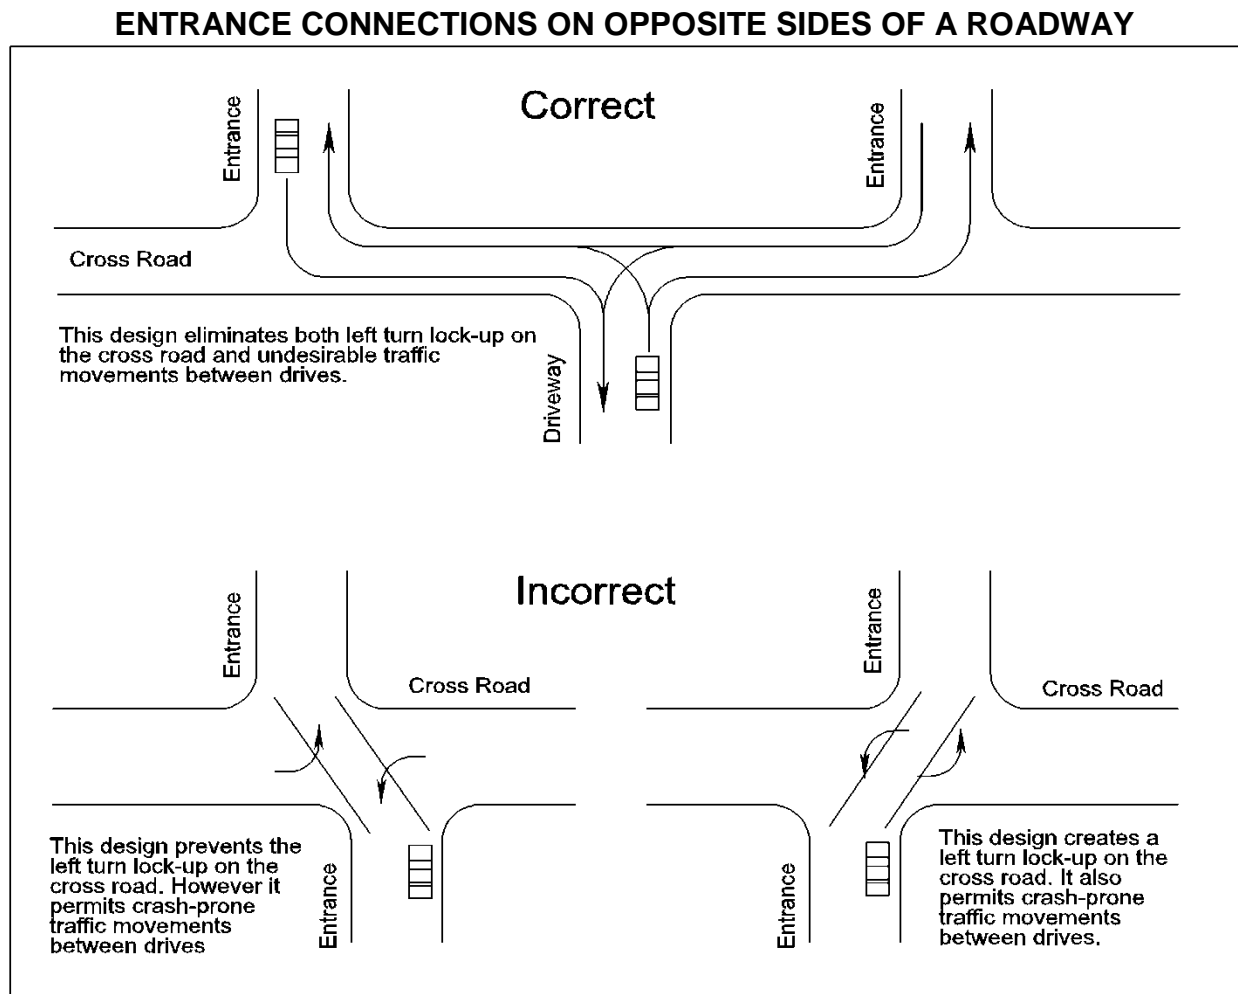 ENTRANCE CONNECTIONS ON OPPOSITE SIDES OF A ROADWAY
Correct
Entrance
Entrance
Cross Road
This design eliminates both left turn lock-up on
the cross road and undesirable traffic
movements between drives.
Driveway
Incorrect
Entrance
Entrance
Cross Road
Cross Road
This design prevents the
left turn lock-up on the
cross road. However it
permits crash-prone
traffic movements
between drives
Entrance
Entrance
This design creates a
left turn lock-up on the
cross road. It also
permits crash-prone
traffic movements
between drives.